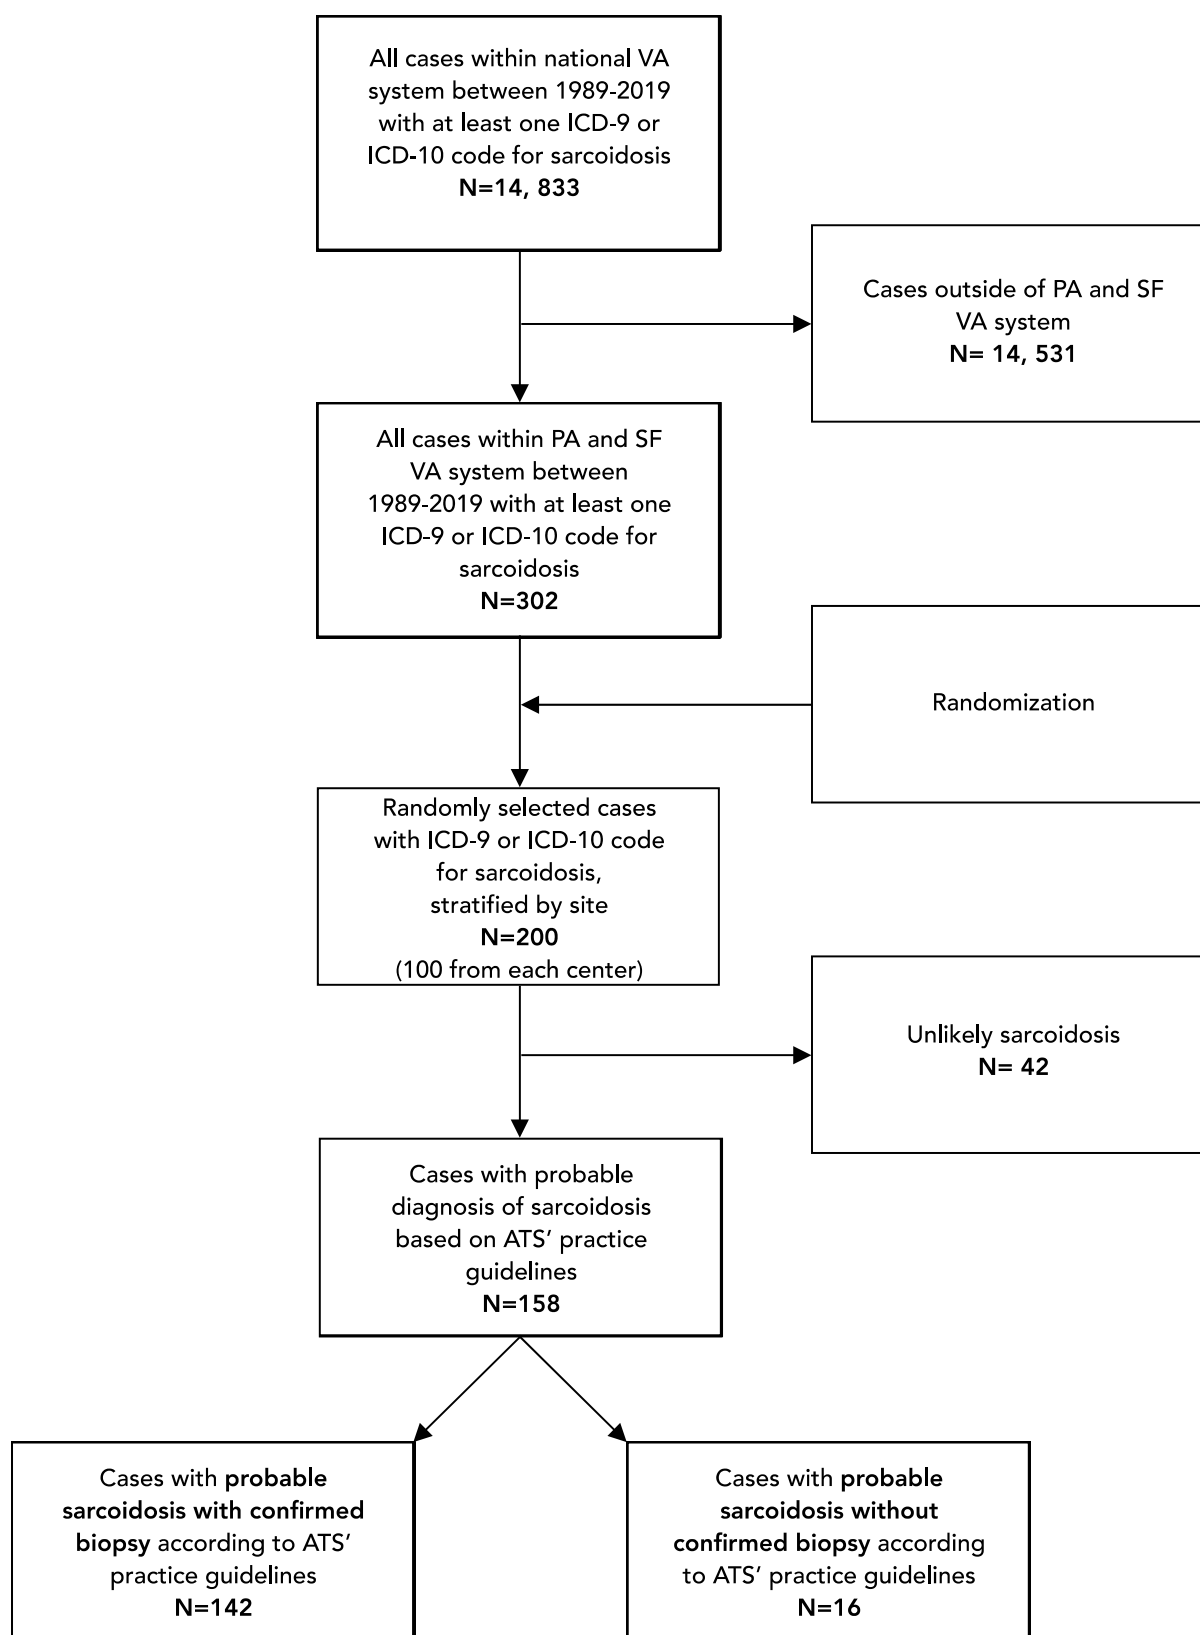 All cases within national VA
system between 1989-2019
with at least one ICD-9 or
ICD-10 code for sarcoidosis
N=14, 833
Cases outside of PA and SF
VA system
N= 14, 531
All cases within PA and SF
VA system between
1989-2019 with at least one
ICD-9 or ICD-10 code for
sarcoidosis
N=302
Randomization
Randomly selected cases
with ICD-9 or ICD-10 code
for sarcoidosis,
stratified by site
N=200
(100 from each center)
Unlikely sarcoidosis
N= 42
Cases with probable
diagnosis of sarcoidosis
based on ATS’ practice
guidelines
N=158
Cases with probable
sarcoidosis with confirmed
biopsy according to ATS’
practice guidelines
N=142
Cases with probable
sarcoidosis without
confirmed biopsy according
to ATS’ practice guidelines
N=16